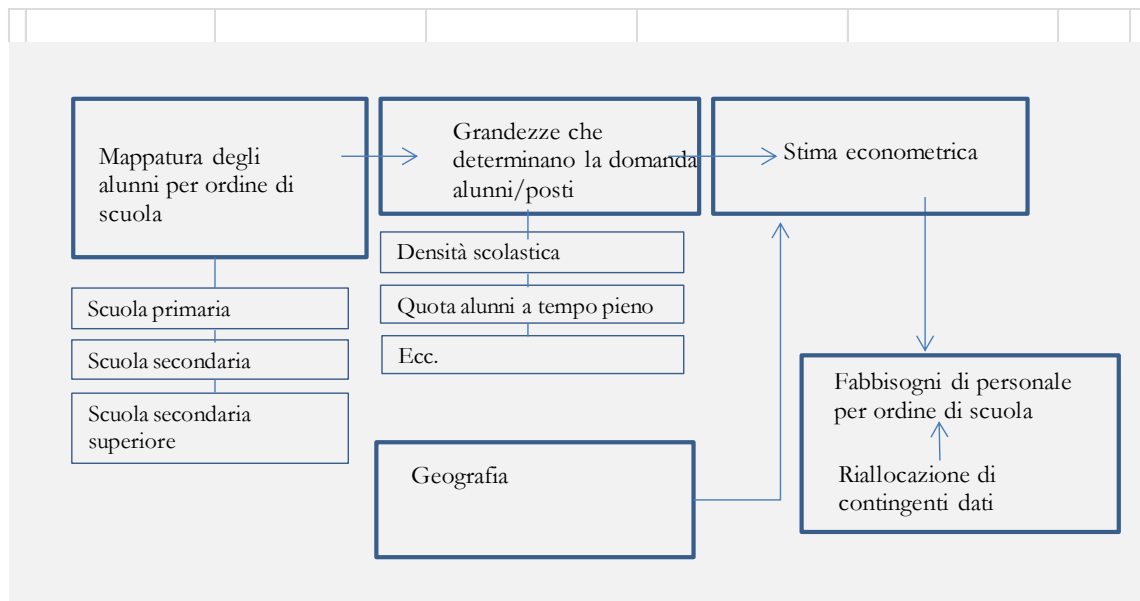 Mappatura degli
alunni per ordine di
scuola
Grandezze che
determinano la domanda
alunni/posti
Stima econometrica
Densità scolastica
Quota alunni a tempo pieno
Ecc.
Scuola primaria
Scuola secondaria
Scuola secondaria
superiore
Geografia
Fabbisogni di personale
per ordine di scuola
Riallocazione di
contingenti dati